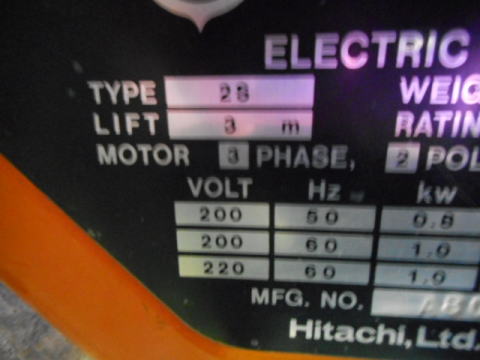 ELECTRIC
TYPE 2S WEIG
LIFT 3 m RATIN
MOTOR 3 PHASE, 2 POL
VOLT Hz kw
200 50 0.8
200 60 1.0
220 60 1.0
MFG. NO.
Hitachi, Ltd.